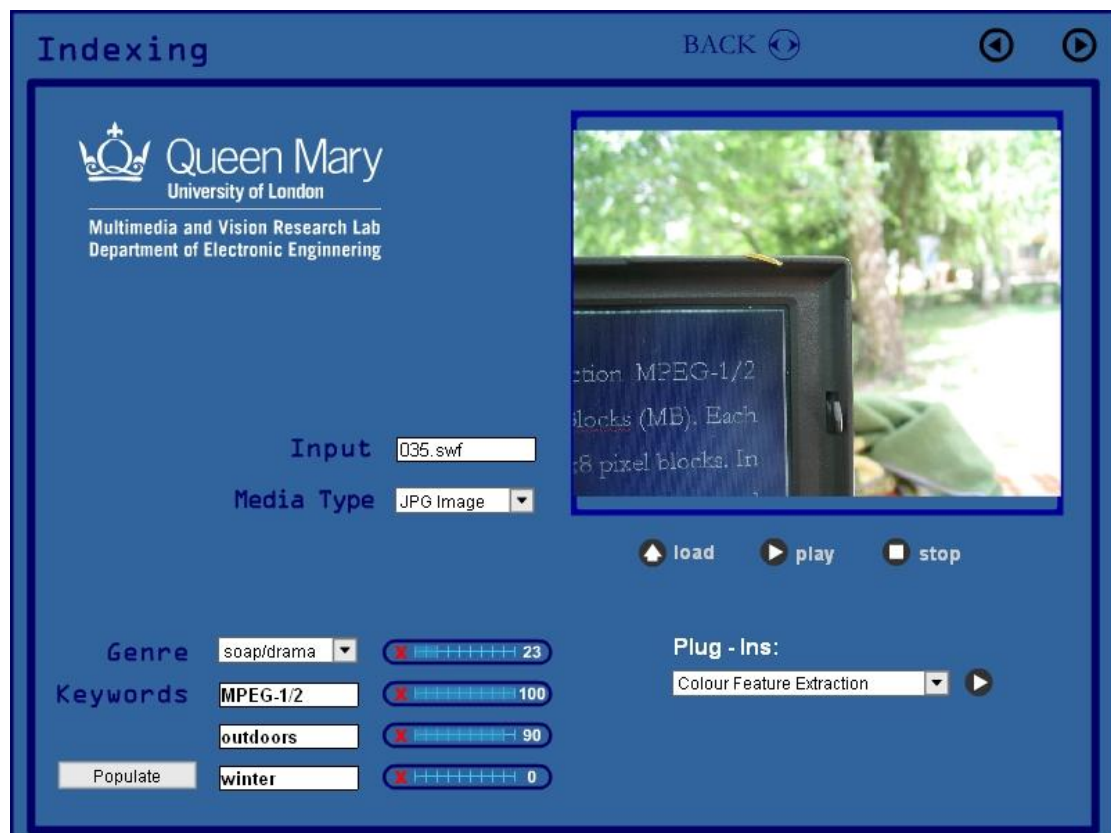 Indexing
BACK
Queen Mary
University of London
Multimedia and Vision Research Lab
Department of Electronic Enginnering
ction MPEG-1/2
locks (MB). Each
:8 pixel blocks. In
Input 035.swf
Media Type JPG Image
load play stop
Genre soap/drama 23
Keywords MPEG-1/2 100
outdoors 90
Populate winter 0
Plug - Ins:
Colour Feature Extraction